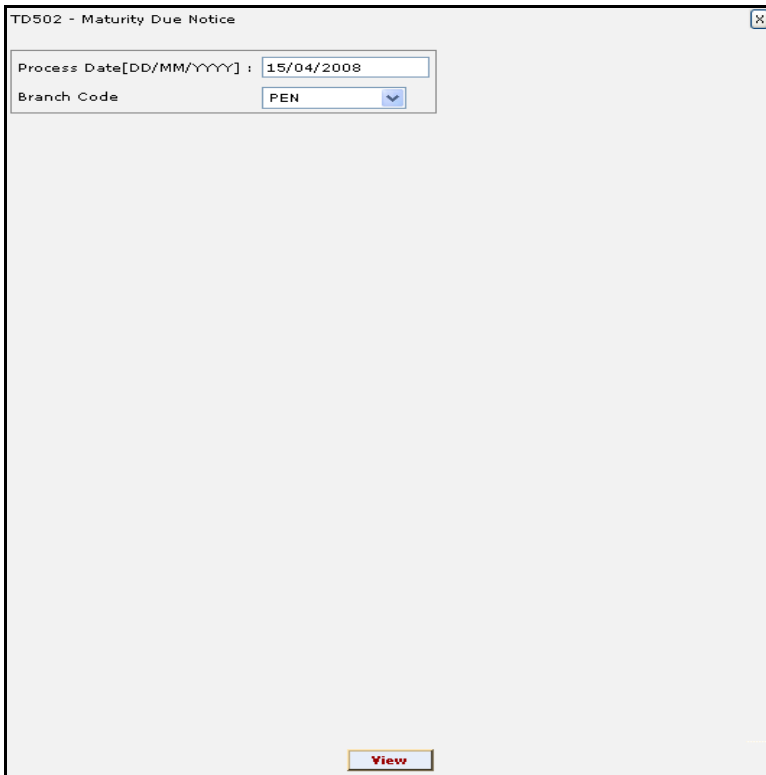 TD502 - Maturity Due Notice X
Process Date[DD/MM/YYYY] : 15/04/2008
Branch Code PEN
View